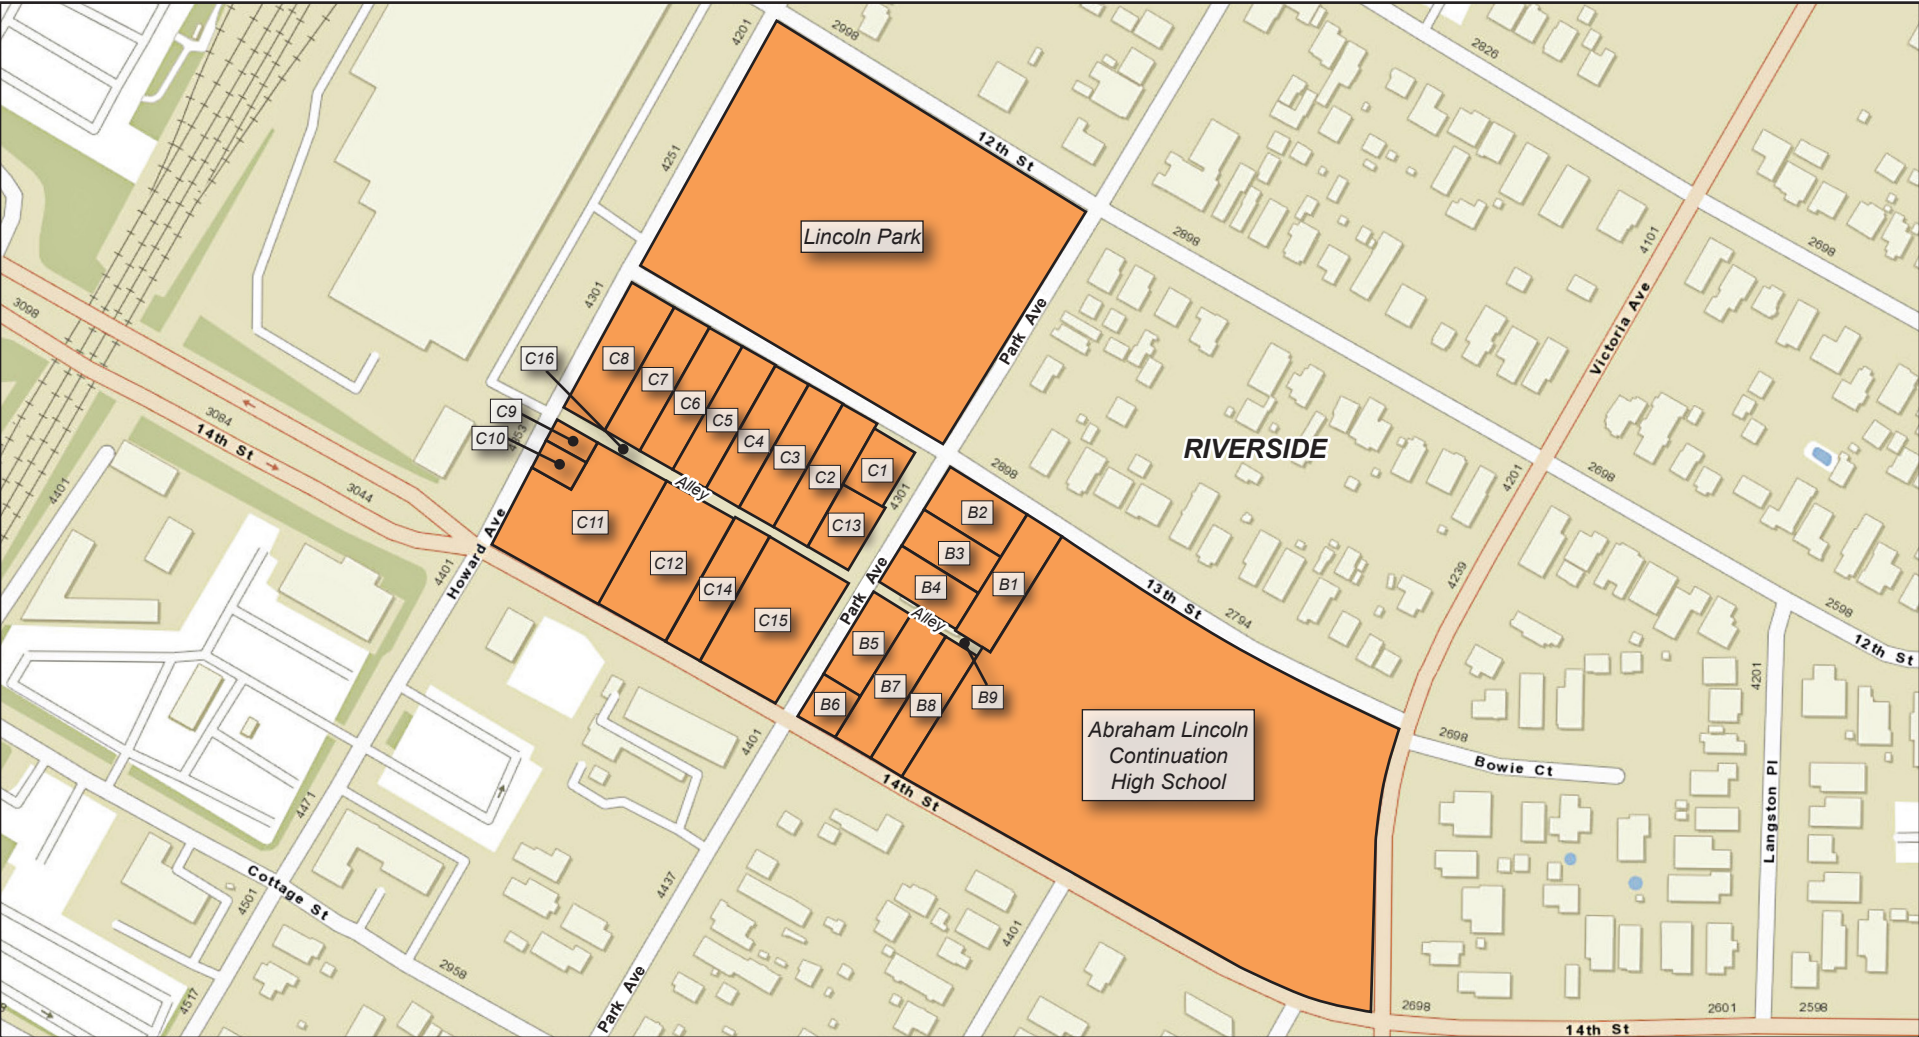 4201
2998
2826
4251
12th St
Lincoln Park
2898
4101
2698
4301
Park Ave
Victoria Ave
3098
C16
C8
C7
C6
C5
C4
C3
C2
C1
C9
C10
3084
14th St
RIVERSIDE
2898
4201
2698
4401
3044
Alley
4301
C11
C13
B2
Howard Ave
C12
C14
C15
B3
B4
B1
Park Ave
4401
4239
13th St
2794
2598
12th St
Alley
B5
B6
B7
B8
B9
4201
Abraham Lincoln
Continuation
High School
4401
2698
Bowie Ct
14th St
4471
Langston Pl
Cottage St
4501
4437
4401
2958
4517
Park Ave
2698
2601
2598
14th St